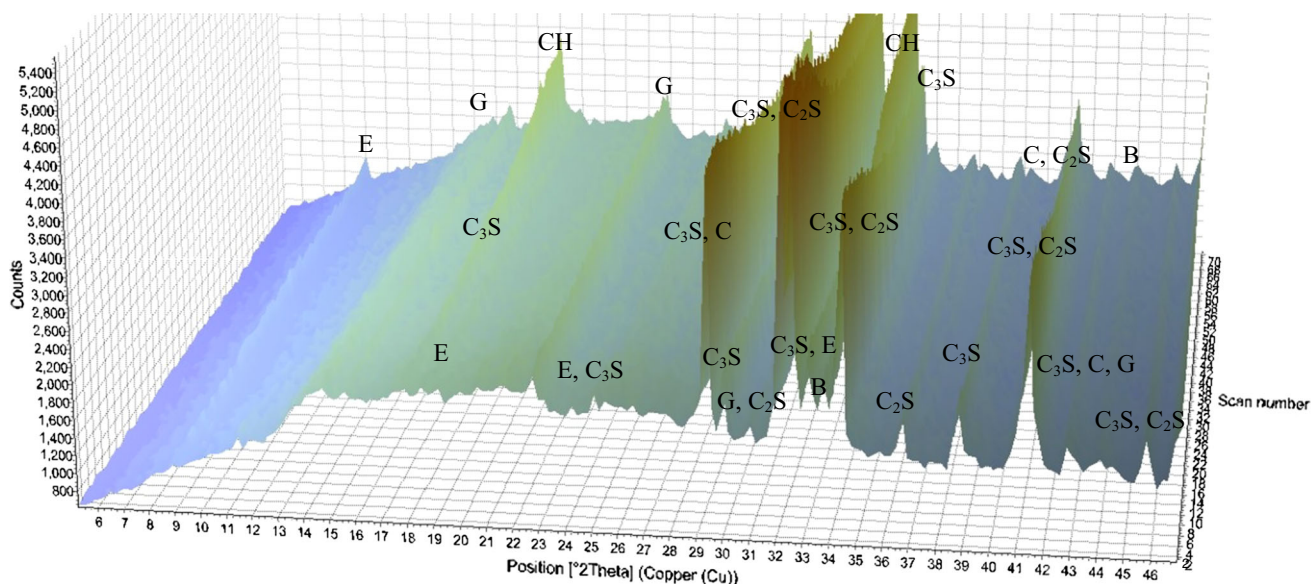 CH
CH
G
G
C3S
E
C3S, C2S
C, C2S
B
C3S
C3S, C
C3S, C2S
C3S, C2S
E
E, C3S
C3S
C3S, E
C3S
C3S, C, G
G, C2S
B
C2S
C3S, C2S
Counts
5,400
5,200
5,000
4,800
4,600
4,400
4,200
4,000
3,800
3,600
3,400
3,200
3,000
2,800
2,600
2,400
2,200
2,000
1,800
1,600
1,400
1,200
1,000
800
6 7 8 9 10 11 12 13 14 15 16 17 18 19 20 21 22 23 24 25 26 27 28 29 30 31 32 33 34 35 36 37 38 39 40 41 42 43 44 45 46
Position [°2Theta] (Copper (Cu))
Scan number
70